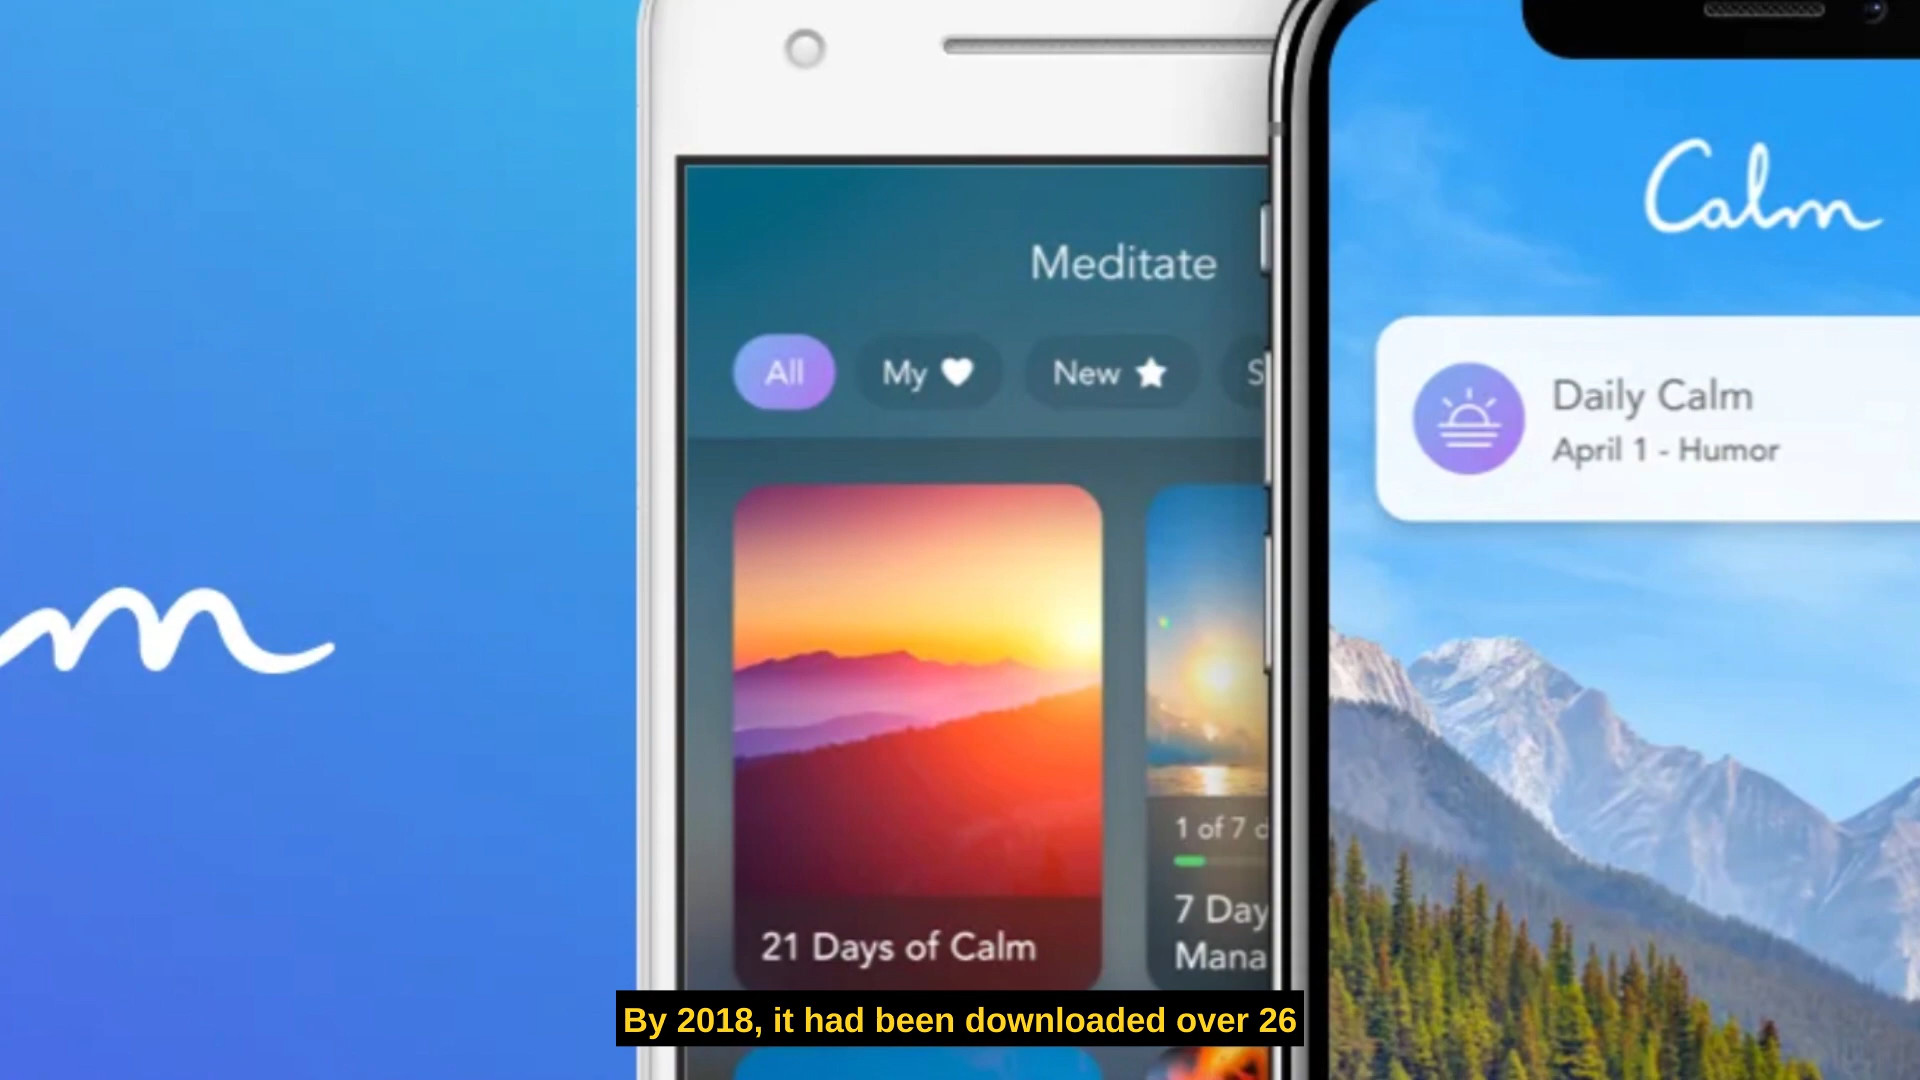 Meditate
All
My
New
S
21 Days of Calm
1 of 7 d
7 Day
Mana
Calm
Daily Calm
April 1 - Humor
m
By 2018, it had been downloaded over 26